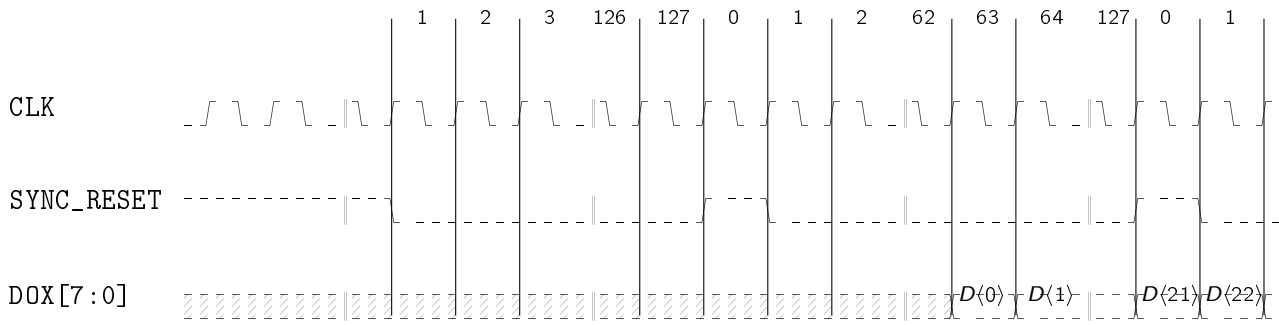 1 2 3 126 127 0 1 2 62 63 64 127 0 1
CLK
SYNC_RESET
DOX[7:0] D⟨0⟩ D⟨1⟩ D⟨21⟩ D⟨22⟩